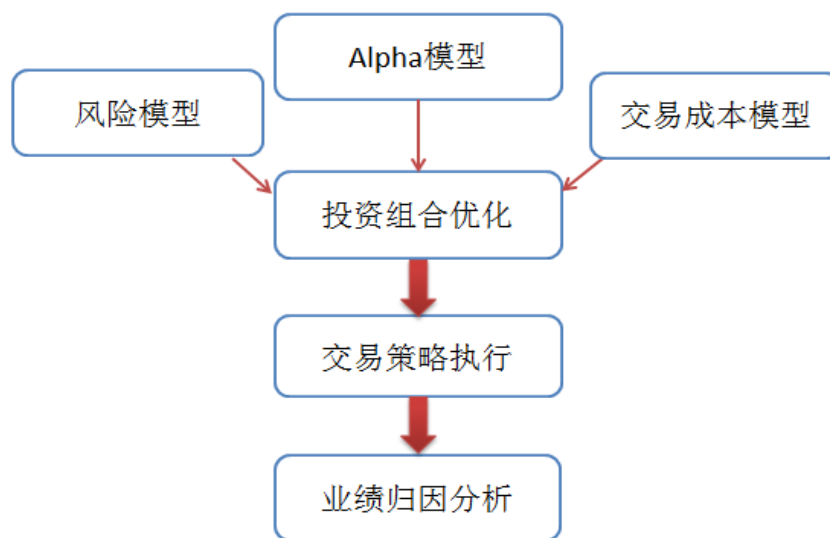 Alpha模型
风险模型
交易成本模型
投资组合优化
交易策略执行
业绩归因分析